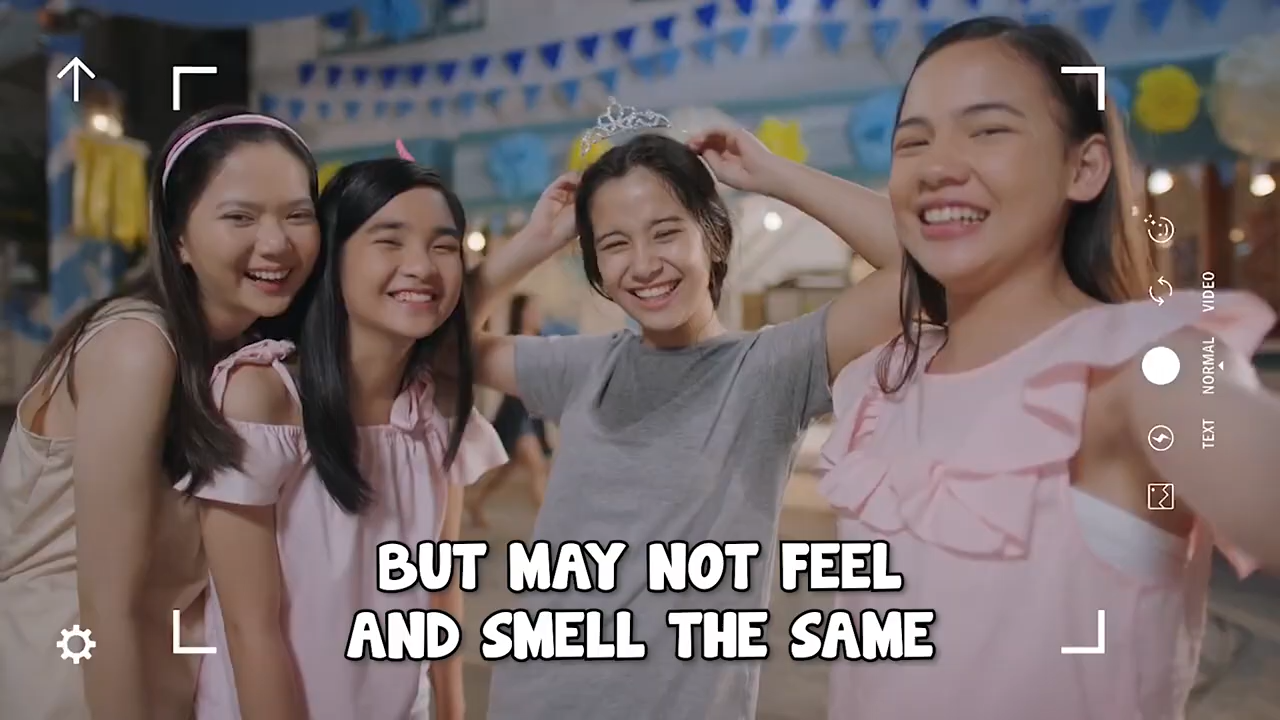 VIDEO
NORMAL
TEXT
BUT MAY NOT FEEL
AND SMELL THE SAME